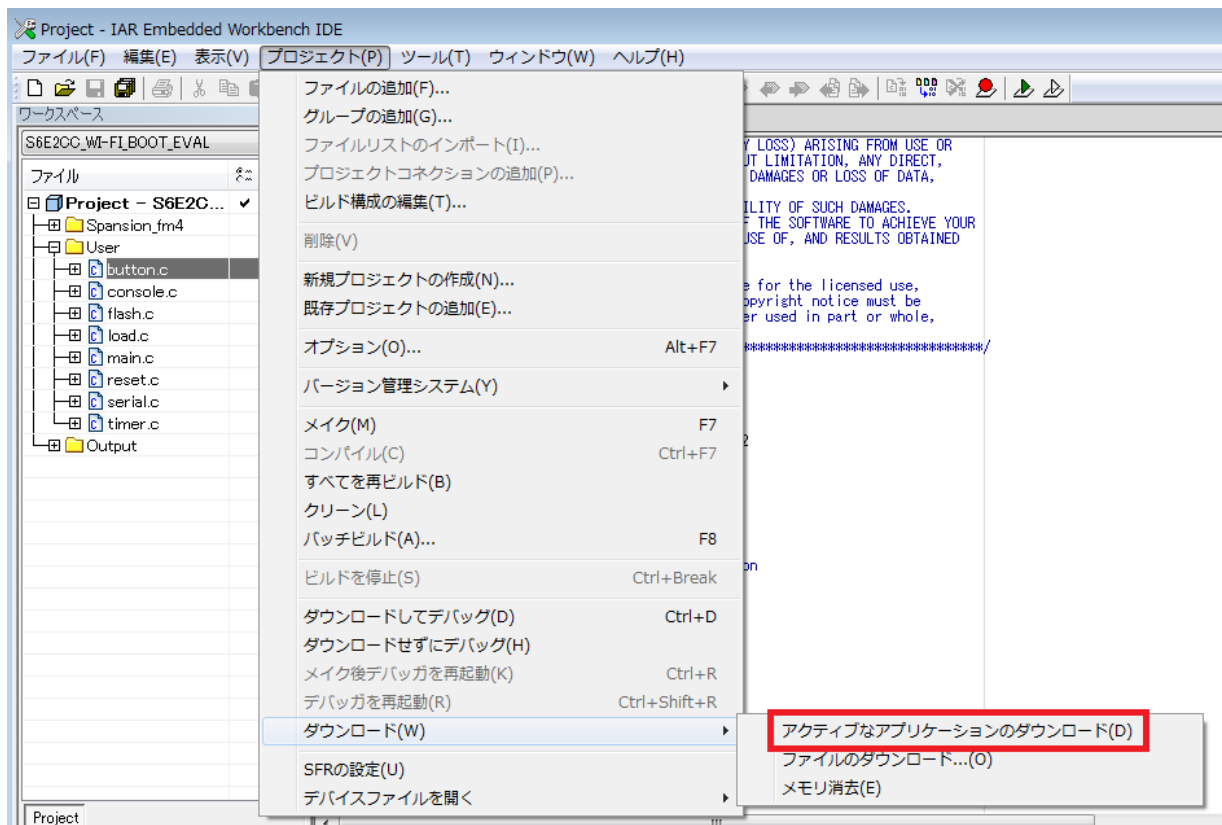 Project - IAR Embedded Workbench IDE
ファイル(F) 編集(E) 表示(V) プロジェクト(P) ツール(T) ウィンドウ(W) ヘルプ(H)
ワークスペース
S6E2CC_WI-FI_BOOT_EVAL
ファイル
Project - S6E2C...
Spansion_fm4
User
button.c
console.c
flash.c
load.c
main.c
reset.c
serial.c
timer.c
Output
Project
ファイルの追加(F)...
グループの追加(G)...
ファイルリストのインポート(I)...
プロジェクトコネクションの追加(P)...
ビルド構成の編集(T)...
削除(V)
新規プロジェクトの作成(N)...
既存プロジェクトの追加(E)...
オプション(O)... Alt+F7
バージョン管理システム(Y)
メイク(M) F7
コンパイル(C) Ctrl+F7
すべてを再ビルド(B)
クリーン(L)
バッチビルド(A)... F8
ビルドを停止(S) Ctrl+Break
ダウンロードしてデバッグ(D) Ctrl+D
ダウンロードせずにデバッグ(H)
メイク後デバッガを再起動(K) Ctrl+R
デバッガを再起動(R) Ctrl+Shift+R
ダウンロード(W)
SFRの設定(U)
デバイスファイルを開く
アクティブなアプリケーションのダウンロード(D)
ファイルのダウンロード...(O)
メモリ消去(E)
Y LOSS) ARISING FROM USE OR
UT LIMITATION, ANY DIRECT,
DAMAGES OR LOSS OF DATA,
ILITY OF SUCH DAMAGES.
F THE SOFTWARE TO ACHIEVE YOUR
USE OF, AND RESULTS OBTAINED
e for the licensed use,
opyright notice must be
er used in part or whole,
*********************************/
2
on